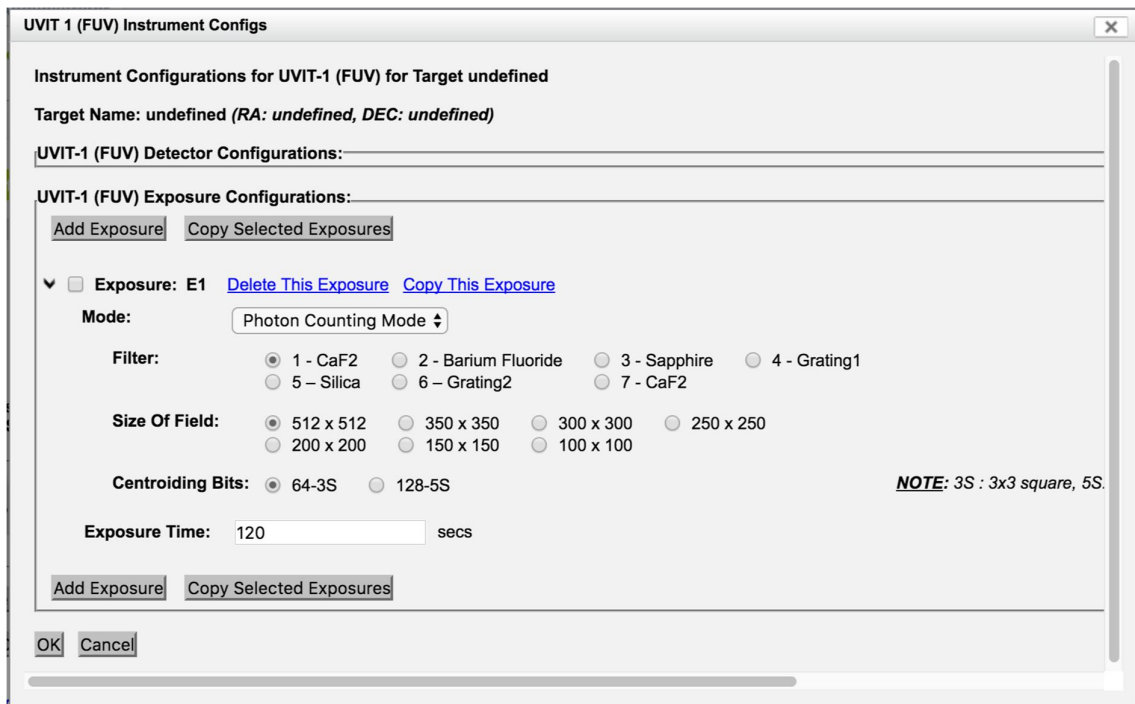 UVIT 1 (FUV) Instrument Configs
Instrument Configurations for UVIT-1 (FUV) for Target undefined
Target Name: undefined (RA: undefined, DEC: undefined)
UVIT-1 (FUV) Detector Configurations:
UVIT-1 (FUV) Exposure Configurations:
Add Exposure Copy Selected Exposures
Exposure: E1 Delete This Exposure Copy This Exposure
Mode: Photon Counting Mode
Filter: 1 - CaF2 2 - Barium Fluoride 3 - Sapphire 4 - Grating1
5 – Silica 6 – Grating2 7 - CaF2
Size Of Field: 512 x 512 350 x 350 300 x 300 250 x 250
200 x 200 150 x 150 100 x 100
Centroiding Bits: 64-3S 128-5S NOTE: 3S : 3x3 square, 5S
Exposure Time: 120 secs
Add Exposure Copy Selected Exposures
OK Cancel